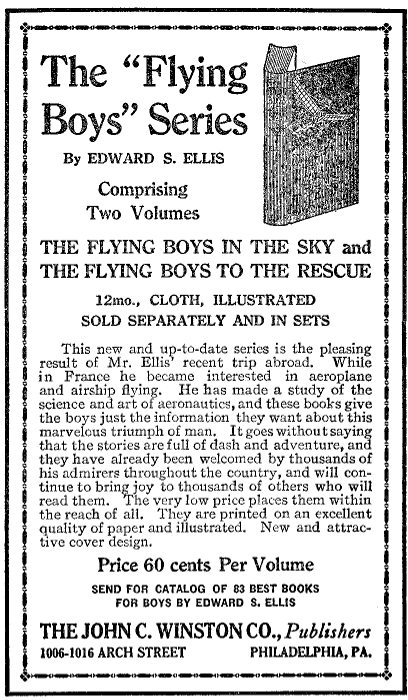 The "Flying
Boys" Series
By EDWARD S. ELLIS
Comprising
Two Volumes
THE FLYING BOYS IN THE SKY and
THE FLYING BOYS TO THE RESCUE
12mo., CLOTH, ILLUSTRATED
SOLD SEPARATELY AND IN SETS
This new and up-to-date series is the pleasing
result of Mr. Ellis' recent trip abroad. While
in France he became interested in aeroplane
and airship flying. He has made a study of the
science and art of aeronautics, and these books give
the boys just the information they want about this
marvelous triumph of man. It goes without saying
that the stories are full of dash and adventure, and
they have already been welcomed by thousands of
his admirers throughout the country, and will con-
tinue to bring joy to thousands of others who will
read them. The very low price places them within
the reach of all. They are printed on an excellent
quality of paper and illustrated. New and attrac-
tive cover design.
Price 60 cents Per Volume
SEND FOR CATALOG OF 83 BEST BOOKS
FOR BOYS BY EDWARD S. ELLIS
THE JOHN C. WINSTON CO., Publishers
1006-1016 ARCH STREET PHILADELPHIA, PA.